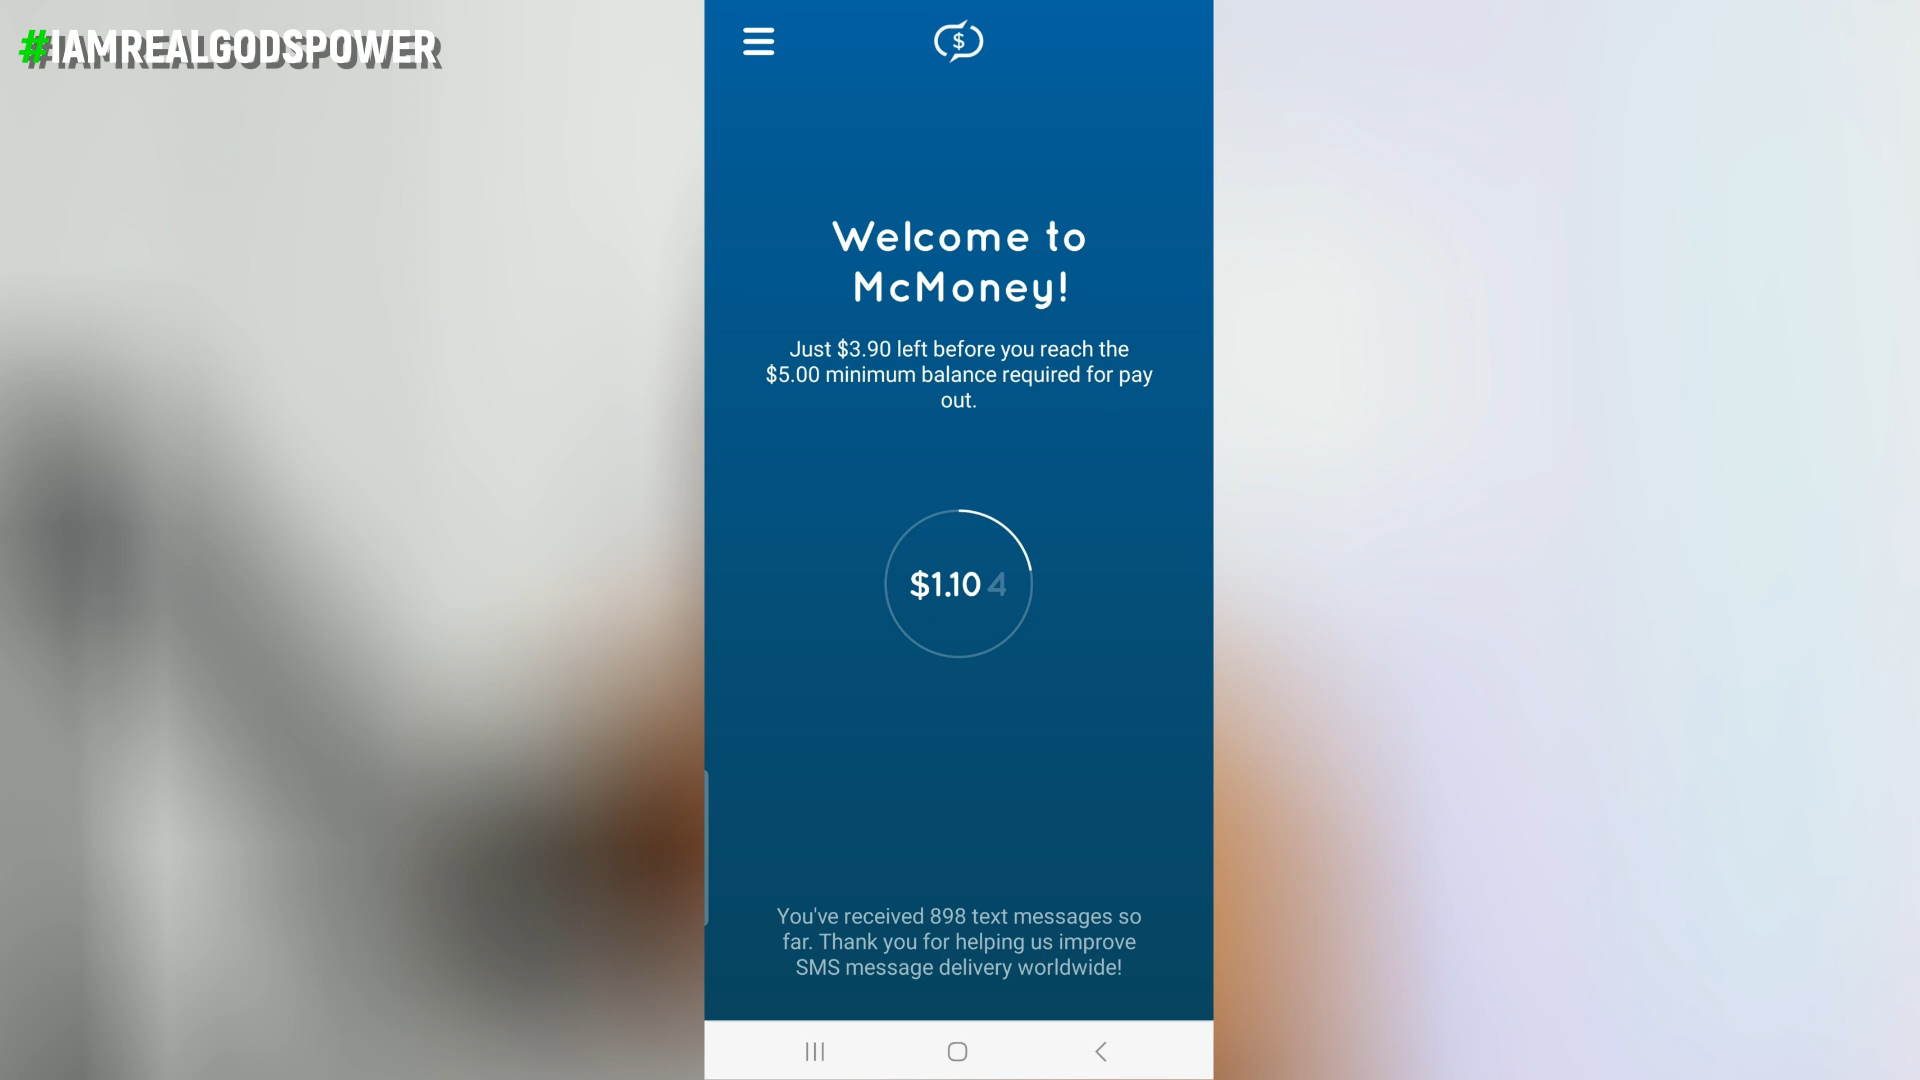 #IAMREALGODSPOWER
$
Welcome to
McMoney!
Just $3.90 left before you reach the
$5.00 minimum balance required for pay
out.
$1.10 4
You've received 898 text messages so
far. Thank you for helping us improve
SMS message delivery worldwide!